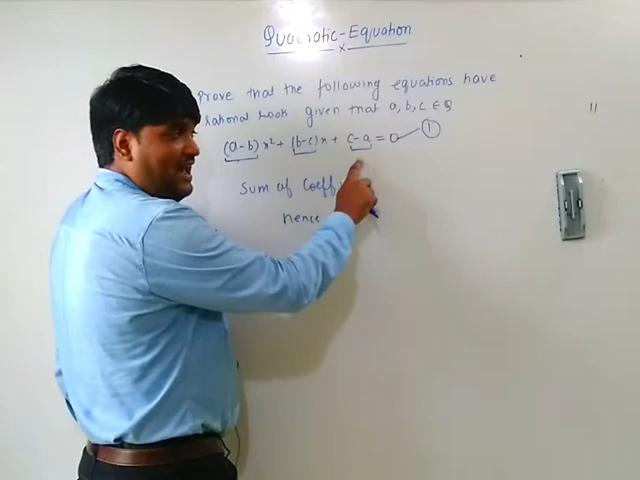 Quadratic-Equation
x
Prove that the following equations have
rational roots given that a, b, c ∈ Q
(a-b)x² + (b-c)x + c-a = 0 — ①
Sum of Coeff
hence